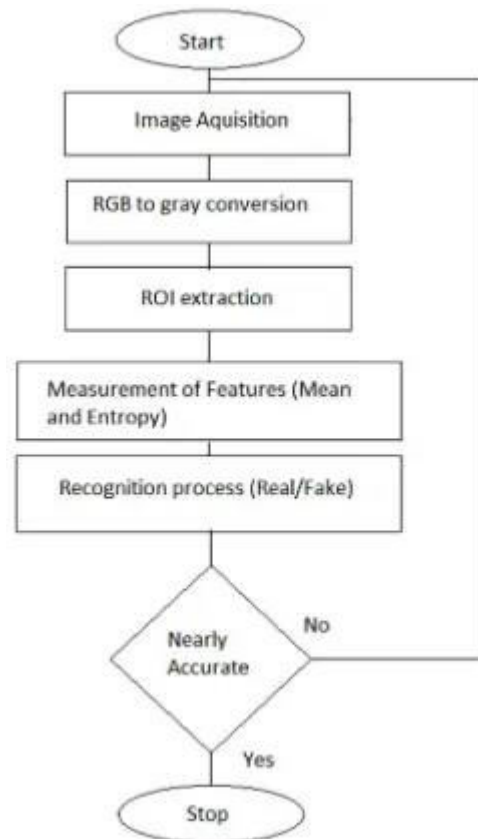 Start
Image Aquisition
RGB to gray conversion
ROI extraction
Measurement of Features (Mean
and Entropy)
Recognition process (Real/Fake)
No
Nearly
Accurate
Yes
Stop